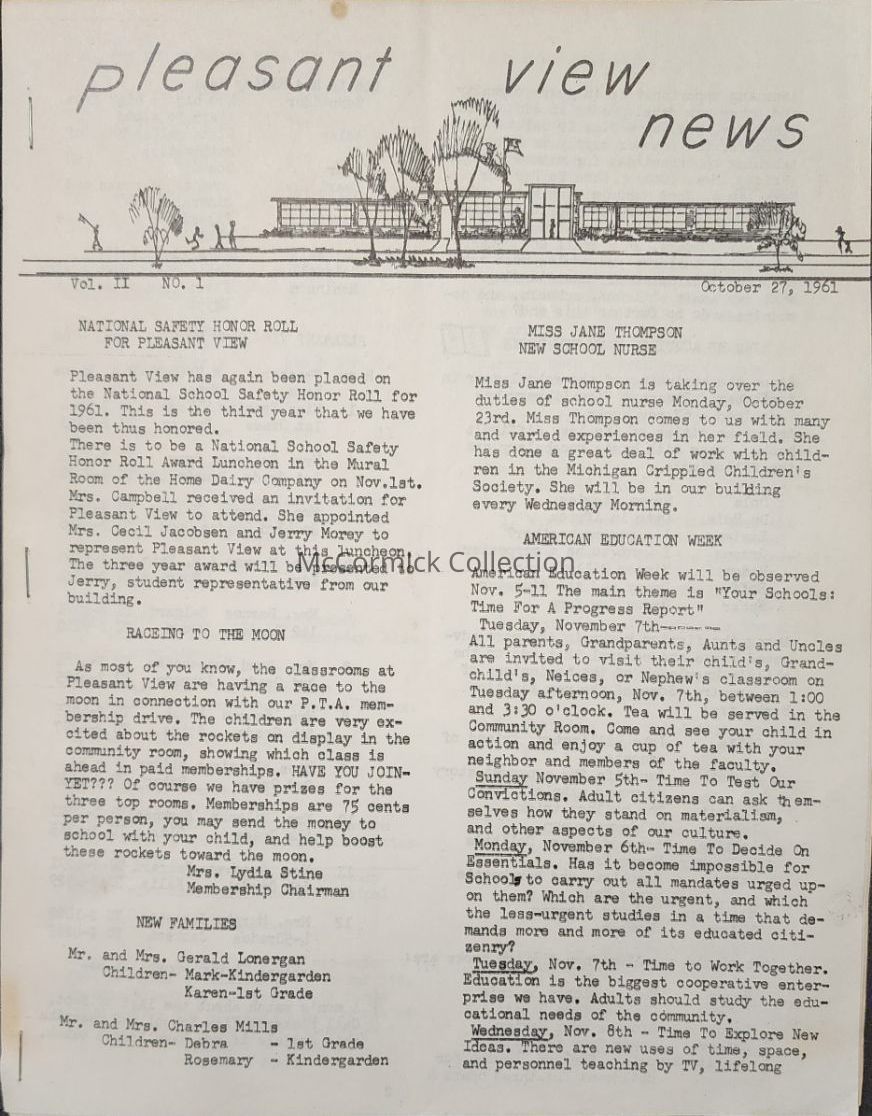 pleasant view
news
Vol. II NO. 1
October 27, 1961
NATIONAL SAFETY HONOR ROLL
FOR PLEASANT VIEW
Pleasant View has again been placed on
the National School Safety Honor Roll for
1961. This is the third year that we have
been thus honored.
There is to be a National School Safety
Honor Roll Award Luncheon in the Mural
Room of the Home Dairy Company on Nov.1st.
Mrs. Campbell received an invitation for
Pleasant View to attend. She appointed
Mrs. Cecil Jacobsen and Jerry Morey to
represent Pleasant View at this luncheon.
The three year award will be presented to
Jerry, student representative from our
building.
RACEING TO THE MOON
As most of you know, the classrooms at
Pleasant View are having a race to the
moon in connection with our P.T.A. mem-
bership drive. The children are very ex-
cited about the rockets on display in the
community room, showing which class is
ahead in paid memberships. HAVE YOU JOIN-
YET??? Of course we have prizes for the
three top rooms. Memberships are 75 cents
per person, you may send the money to
school with your child, and help boost
these rockets toward the moon.
Mrs. Lydia Stine
Membership Chairman
NEW FAMILIES
Mr. and Mrs. Gerald Lonergan
Children- Mark-Kindergarden
Karen-1st Grade
Mr. and Mrs. Charles Mills
Children- Debra - 1st Grade
Rosemary - Kindergarden
MISS JANE THOMPSON
NEW SCHOOL NURSE
Miss Jane Thompson is taking over the
duties of school nurse Monday, October
23rd. Miss Thompson comes to us with many
and varied experiences in her field. She
has done a great deal of work with child-
ren in the Michigan Crippled Children's
Society. She will be in our building
every Wednesday Morning.
AMERICAN EDUCATION WEEK
American Education Week will be observed
Nov. 5-11 The main theme is "Your Schools:
Time For A Progress Report"
Tuesday, November 7th-------
All parents, Grandparents, Aunts and Uncles
are invited to visit their child's, Grand-
child's, Neices, or Nephew's classroom on
Tuesday afternoon, Nov. 7th, between 1:00
and 3:30 o'clock. Tea will be served in the
Community Room. Come and see your child in
action and enjoy a cup of tea with your
neighbor and members of the faculty.
Sunday November 5th- Time To Test Our
Convictions. Adult citizens can ask them-
selves how they stand on materialism,
and other aspects of our culture.
Monday, November 6th- Time To Decide On
Essentials. Has it become impossible for
Schools to carry out all mandates urged up-
on them? Which are the urgent, and which
the less-urgent studies in a time that de-
mands more and more of its educated citi-
zenry?
Tuesday, Nov. 7th - Time to Work Together.
Education is the biggest cooperative enter-
prise we have. Adults should study the edu-
cational needs of the community.
Wednesday, Nov. 8th - Time To Explore New
Ideas. There are new uses of time, space,
and personnel teaching by TV, lifelong
McCormick Collection